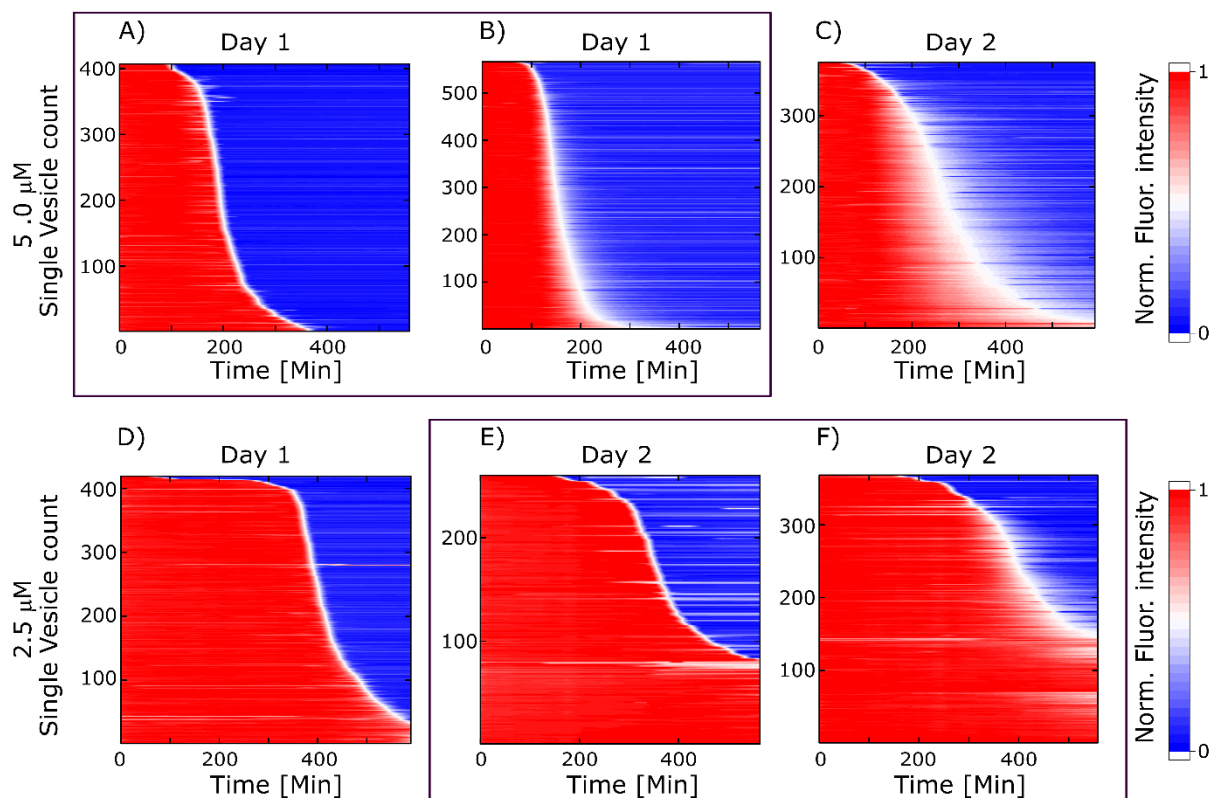 A) Day 1
B) Day 1
C) Day 2
5 .0 µM
Single Vesicle count
400
300
200
100
0 200 400
Time [Min]
500
400
300
200
100
0 200 400
Time [Min]
300
200
100
0 200 400
Time [Min]
Norm. Fluor. intensity
1
0
D) Day 1
E) Day 2
F) Day 2
2.5 µM
Single Vesicle count
400
300
200
100
0 200 400
Time [Min]
200
100
0 200 400
Time [Min]
300
200
100
0 200 400
Time [Min]
Norm. Fluor. intensity
1
0